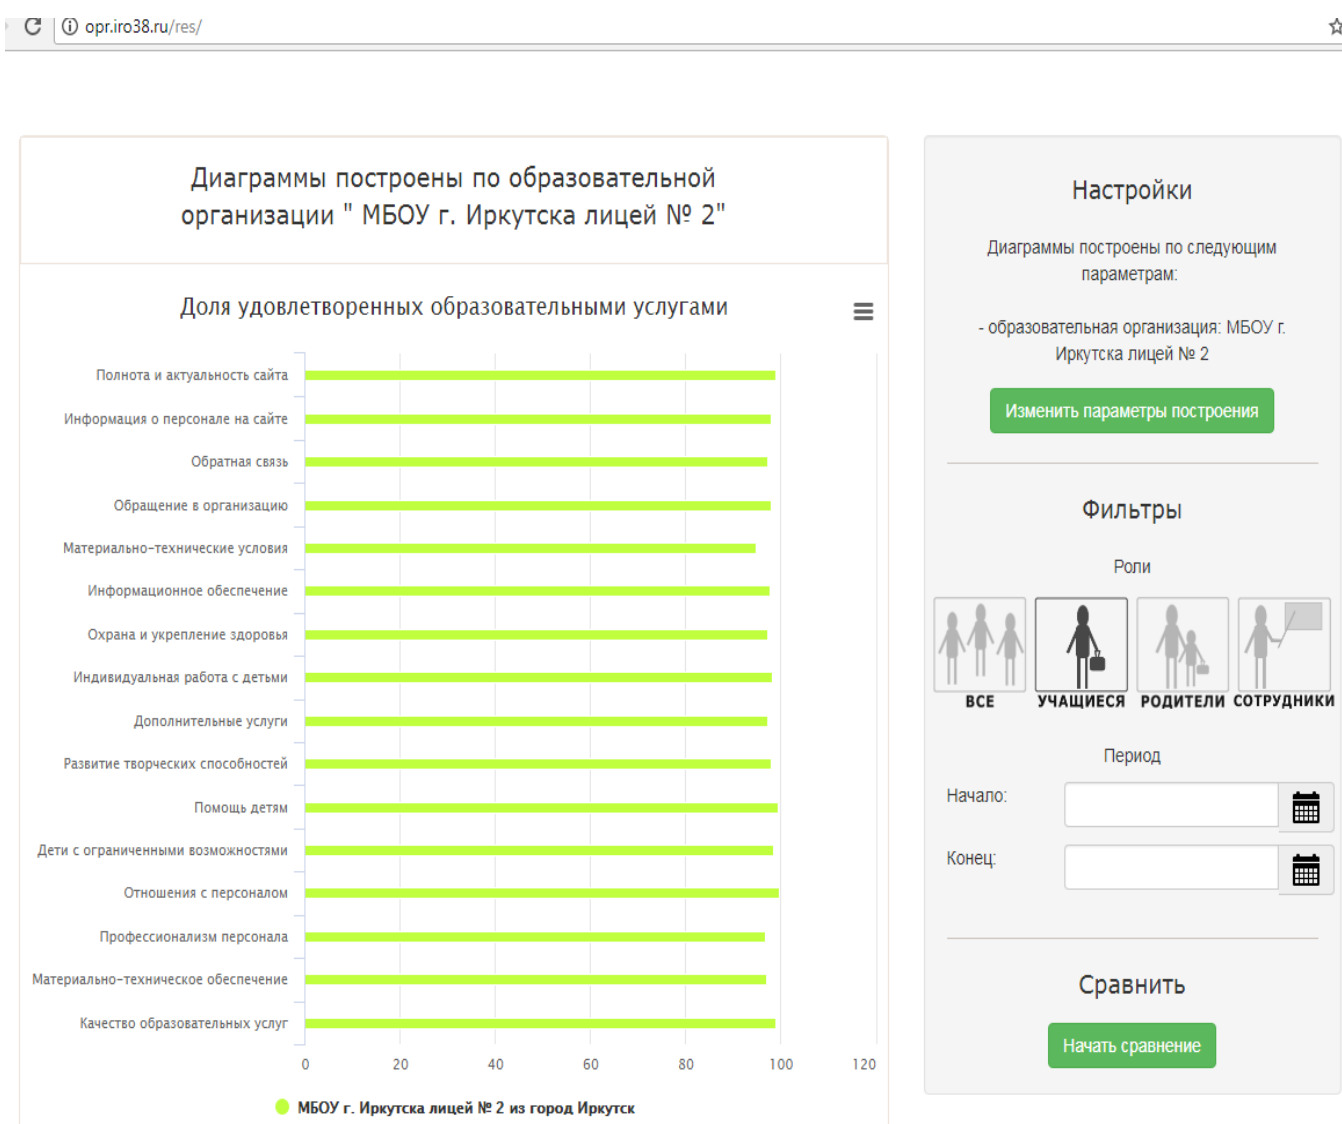 opr.iro38.ru/res/
Диаграммы построены по образовательной
организации " МБОУ г. Иркутска лицей № 2"
Доля удовлетворенных образовательными услугами
Полнота и актуальность сайта
Информация о персонале на сайте
Обратная связь
Обращение в организацию
Материально-технические условия
Информационное обеспечение
Охрана и укрепление здоровья
Индивидуальная работа с детьми
Дополнительные услуги
Развитие творческих способностей
Помощь детям
Дети с ограниченными возможностями
Отношения с персоналом
Профессионализм персонала
Материально-техническое обеспечение
Качество образовательных услуг
0 20 40 60 80 100 120
МБОУ г. Иркутска лицей № 2 из город Иркутск
Настройки
Диаграммы построены по следующим
параметрам:
- образовательная организация: МБОУ г.
Иркутска лицей № 2
Изменить параметры построения
Фильтры
Роли
ВСЕ УЧАЩИЕСЯ РОДИТЕЛИ СОТРУДНИКИ
Период
Начало:
Конец:
Сравнить
Начать сравнение